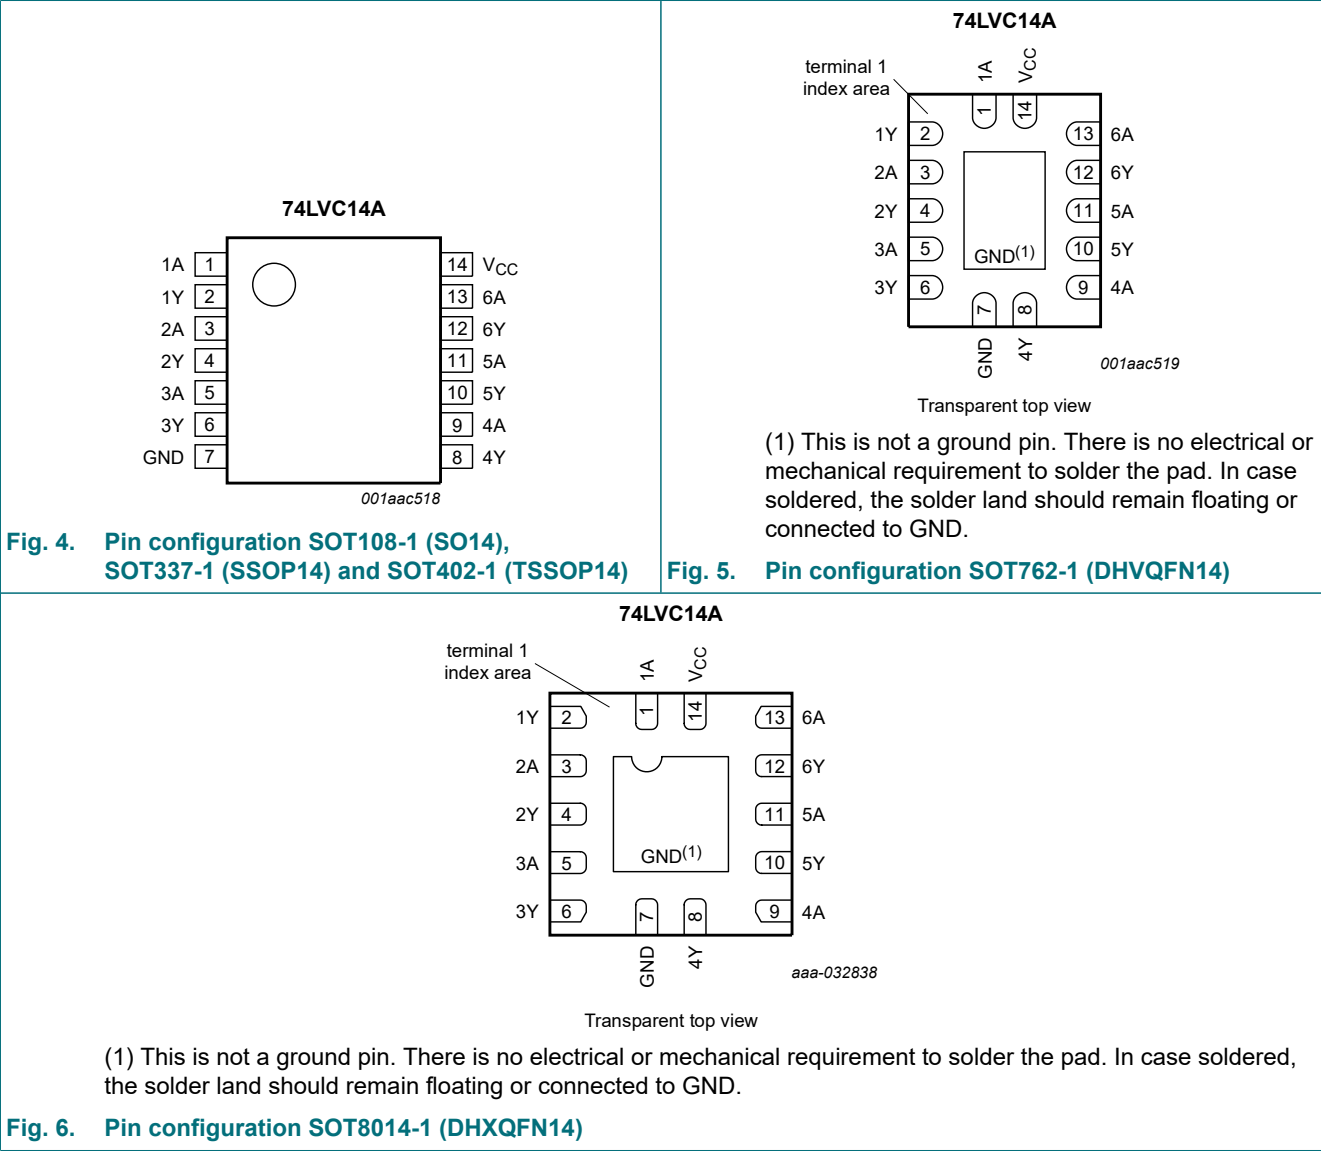 74LVC14A
1A 1
1Y 2
2A 3
2Y 4
3A 5
3Y 6
GND 7
14 VCC
13 6A
12 6Y
11 5A
10 5Y
9 4A
8 4Y
001aac518
Fig. 4. Pin configuration SOT108-1 (SO14),
SOT337-1 (SSOP14) and SOT402-1 (TSSOP14)
74LVC14A
terminal 1
index area
1A
VCC
1
14
1Y 2
2A 3
2Y 4
3A 5
3Y 6
13 6A
12 6Y
11 5A
10 5Y
9 4A
GND(1)
7
8
GND
4Y
001aac519
Transparent top view
(1) This is not a ground pin. There is no electrical or
mechanical requirement to solder the pad. In case
soldered, the solder land should remain floating or
connected to GND.
Fig. 5. Pin configuration SOT762-1 (DHVQFN14)
74LVC14A
terminal 1
index area
1A
VCC
1
14
1Y 2
2A 3
2Y 4
3A 5
3Y 6
13 6A
12 6Y
11 5A
10 5Y
9 4A
GND(1)
7
8
GND
4Y
aaa-032838
Transparent top view
(1) This is not a ground pin. There is no electrical or mechanical requirement to solder the pad. In case soldered,
the solder land should remain floating or connected to GND.
Fig. 6. Pin configuration SOT8014-1 (DHXQFN14)